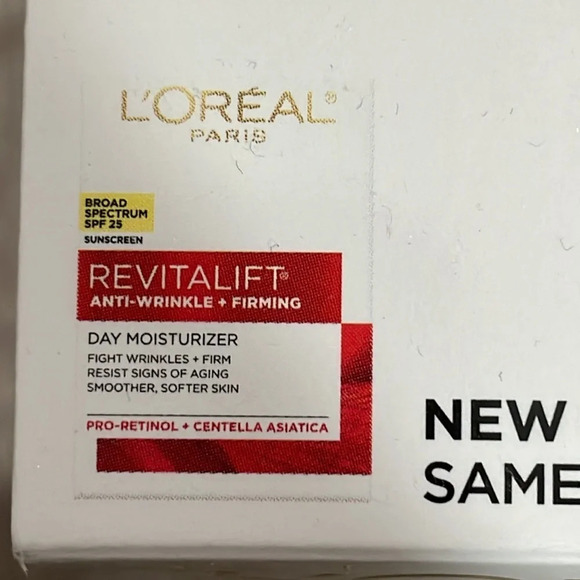 L'ORÉAL®
PARIS
BROAD
SPECTRUM
SPF 25
SUNSCREEN
REVITALIFT®
ANTI-WRINKLE + FIRMING
DAY MOISTURIZER
FIGHT WRINKLES + FIRM
RESIST SIGNS OF AGING
SMOOTHER, SOFTER SKIN
PRO-RETINOL + CENTELLA ASIATICA
NEW
SAME